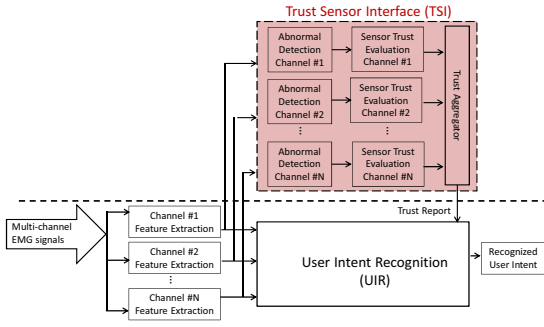 Trust Sensor Interface (TSI)
Abnormal
Detection
Channel #1
Sensor Trust
Evaluation
Channel #1
Abnormal
Detection
Channel #2
Sensor Trust
Evaluation
Channel #2
...
...
Abnormal
Detection
Channel #N
Sensor Trust
Evaluation
Channel #N
Trust Aggregator
Trust Report
Multi-channel
EMG signals
Channel #1
Feature Extraction
Channel #2
Feature Extraction
...
Channel #N
Feature Extraction
User Intent Recognition
(UIR)
Recognized
User Intent